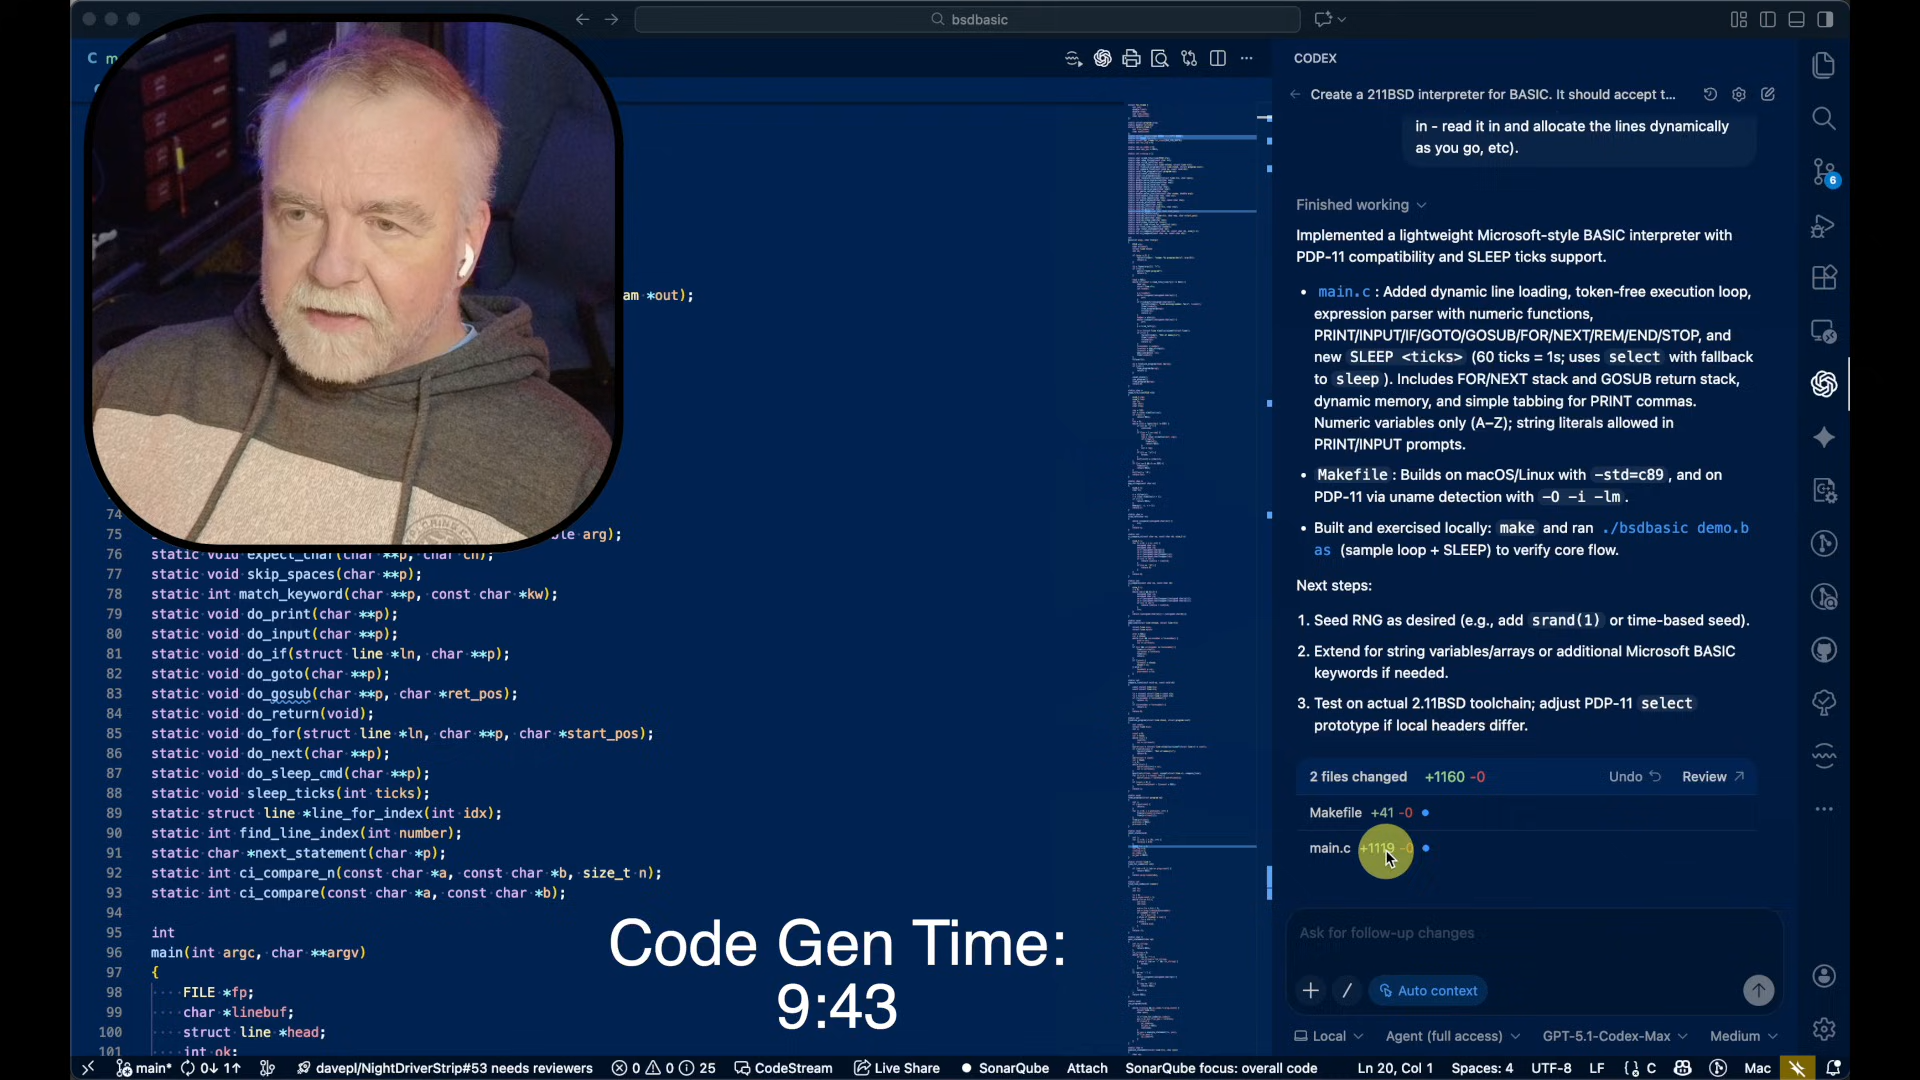 bsdbasic
C m
CODEX
Create a 211BSD interpreter for BASIC. It should accept t...
in - read it in and allocate the lines dynamically
as you go, etc).
6
Finished working
Implemented a lightweight Microsoft-style BASIC interpreter with
PDP-11 compatibility and SLEEP ticks support.
• main.c : Added dynamic line loading, token-free execution loop,
expression parser with numeric functions,
PRINT/INPUT/IF/GOTO/GOSUB/FOR/NEXT/REM/END/STOP, and
new SLEEP <ticks> (60 ticks = 1s; uses select with fallback
to sleep ). Includes FOR/NEXT stack and GOSUB return stack,
dynamic memory, and simple tabbing for PRINT commas.
Numeric variables only (A–Z); string literals allowed in
PRINT/INPUT prompts.
• Makefile : Builds on macOS/Linux with -std=c89 , and on
PDP-11 via uname detection with -O -i -lm .
• Built and exercised locally: make and ran ./bsdbasic demo.b
as (sample loop + SLEEP) to verify core flow.
Next steps:
1. Seed RNG as desired (e.g., add srand(1) or time-based seed).
2. Extend for string variables/arrays or additional Microsoft BASIC
keywords if needed.
3. Test on actual 2.11BSD toolchain; adjust PDP-11 select
prototype if local headers differ.
2 files changed +1160 -0 Undo Review
Makefile +41 -0
main.c +1119 -0
Ask for follow-up changes
+ / Auto context
Local Agent (full access) GPT-5.1-Codex-Max Medium
am *out);
74
75 le arg);
76 static void expect_char(char **p, char ch);
77 static void skip_spaces(char **p);
78 static int match_keyword(char **p, const char *kw);
79 static void do_print(char **p);
80 static void do_input(char **p);
81 static void do_if(struct line *ln, char **p);
82 static void do_goto(char **p);
83 static void do_gosub(char **p, char *ret_pos);
84 static void do_return(void);
85 static void do_for(struct line *ln, char **p, char *start_pos);
86 static void do_next(char **p);
87 static void do_sleep_cmd(char **p);
88 static void sleep_ticks(int ticks);
89 static struct line *line_for_index(int idx);
90 static int find_line_index(int number);
91 static char *next_statement(char *p);
92 static int ci_compare_n(const char *a, const char *b, size_t n);
93 static int ci_compare(const char *a, const char *b);
94
95 int
96 main(int argc, char **argv)
97 {
98 FILE *fp;
99 char *linebuf;
100 struct line *head;
101 int ok;
Code Gen Time:
9:43
main* 0↓ 1↑ davepl/NightDriverStrip#53 needs reviewers 0 0 25 CodeStream Live Share SonarQube Attach SonarQube focus: overall code Ln 20, Col 1 Spaces: 4 UTF-8 LF {} C Mac